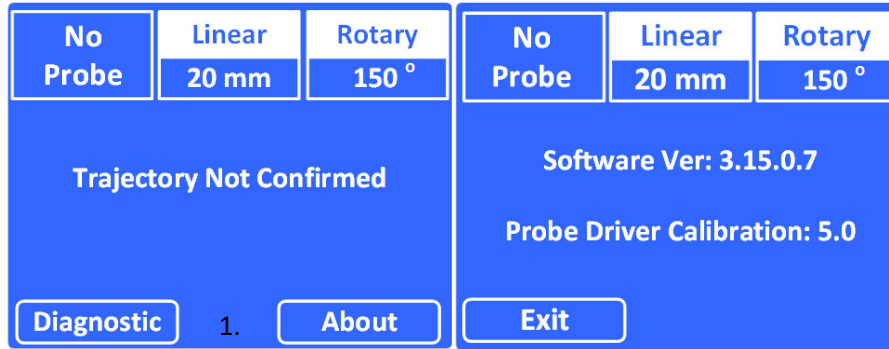 No Probe
Linear
20 mm
Rotary
150 °
Trajectory Not Confirmed
Diagnostic
1.
About
No Probe
Linear
20 mm
Rotary
150 °
Software Ver: 3.15.0.7
Probe Driver Calibration: 5.0
Exit